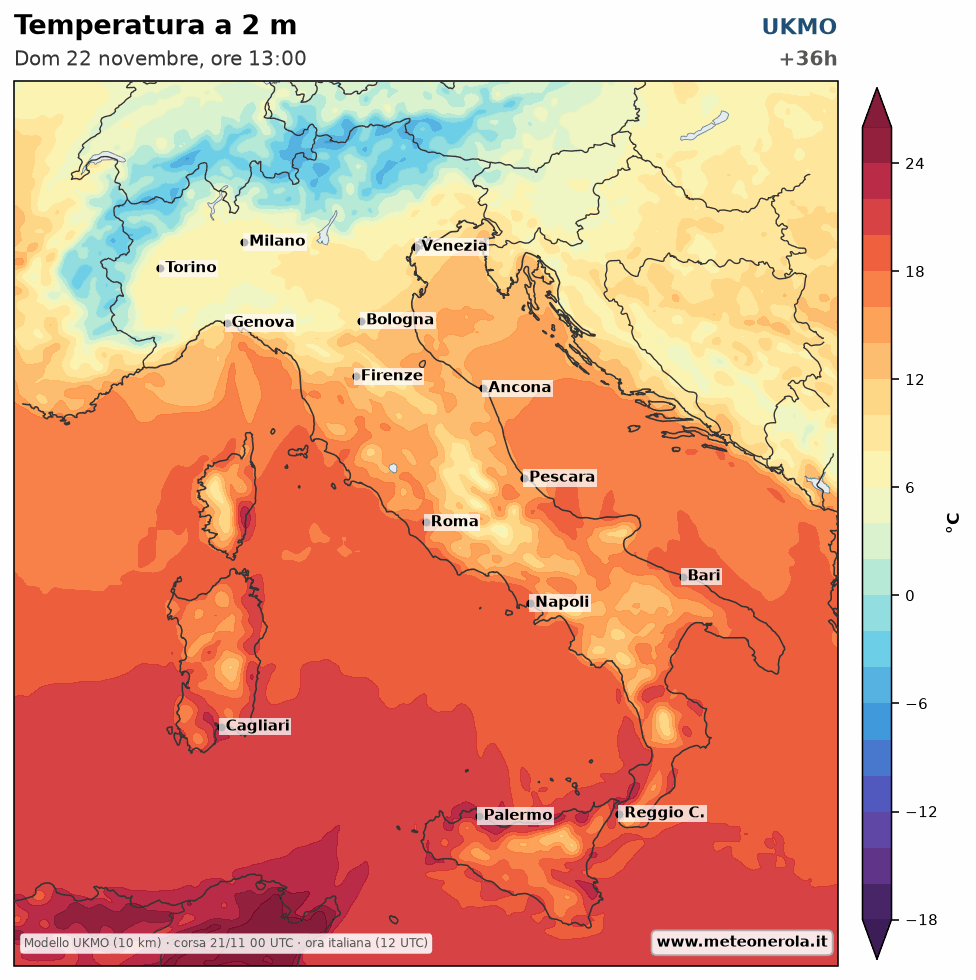 Temperatura a 2 m
UKMO
Dom 22 novembre, ore 13:00
+36h
Milano
Venezia
Torino
Genova
Bologna
Firenze
Ancona
Pescara
Roma
Bari
Napoli
Cagliari
Palermo
Reggio C.
24
18
12
6
0
−6
−12
−18
°C
Modello UKMO (10 km) · corsa 21/11 00 UTC · ora italiana (12 UTC)
www.meteonerola.it